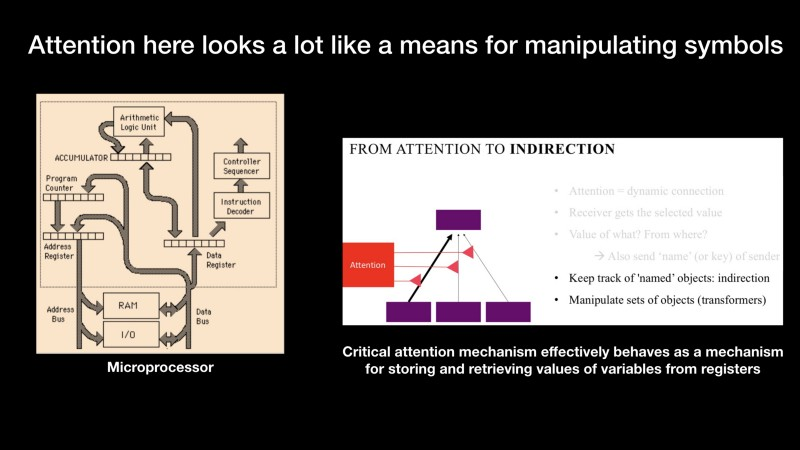 Attention here looks a lot like a means for manipulating symbols
Arithmetic
Logic Unit
ACCUMULATOR
Controller
Sequencer
Program
Counter
Instruction
Decoder
Address
Register
Data
Register
Address
Bus
RAM
Data
Bus
I/O
Microprocessor
FROM ATTENTION TO INDIRECTION
• Attention = dynamic connection
• Receiver gets the selected value
• Value of what? From where?
→ Also send 'name' (or key) of sender
• Keep track of 'named' objects: indirection
• Manipulate sets of objects (transformers)
Attention
Critical attention mechanism effectively behaves as a mechanism
for storing and retrieving values of variables from registers